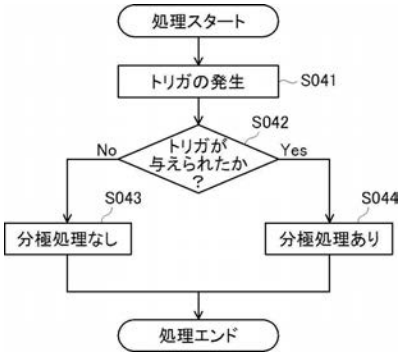 処理スタート
トリガの発生
S041
S042
トリガが
与えられたか
?
No
Yes
S043
分極処理なし
S044
分極処理あり
処理エンド